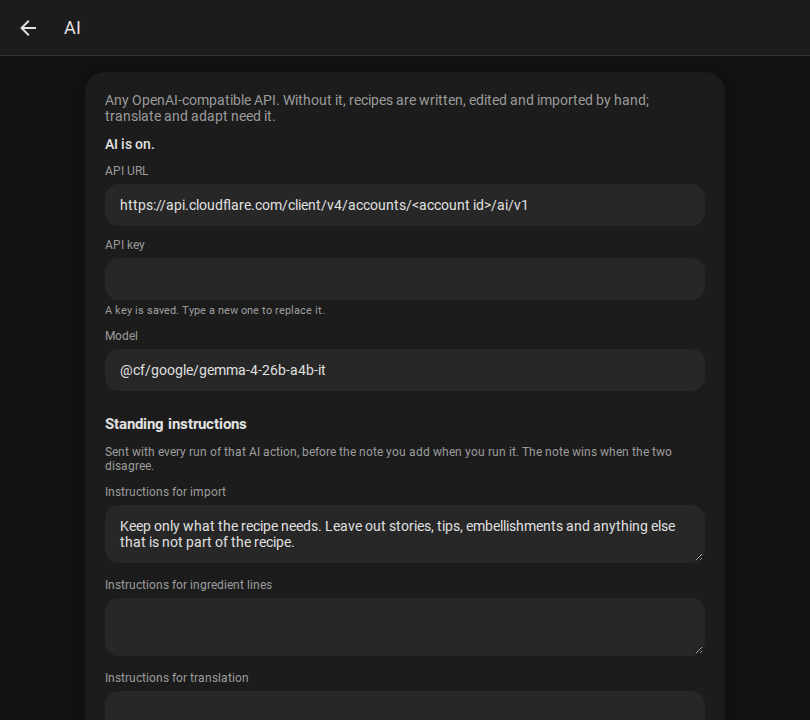 AI
Any OpenAI-compatible API. Without it, recipes are written, edited and imported by hand;
translate and adapt need it.
AI is on.
API URL
https://api.cloudflare.com/client/v4/accounts/<account id>/ai/v1
API key
A key is saved. Type a new one to replace it.
Model
@cf/google/gemma-4-26b-a4b-it
Standing instructions
Sent with every run of that AI action, before the note you add when you run it. The note wins when the two
disagree.
Instructions for import
Keep only what the recipe needs. Leave out stories, tips, embellishments and anything else
that is not part of the recipe.
Instructions for ingredient lines
Instructions for translation